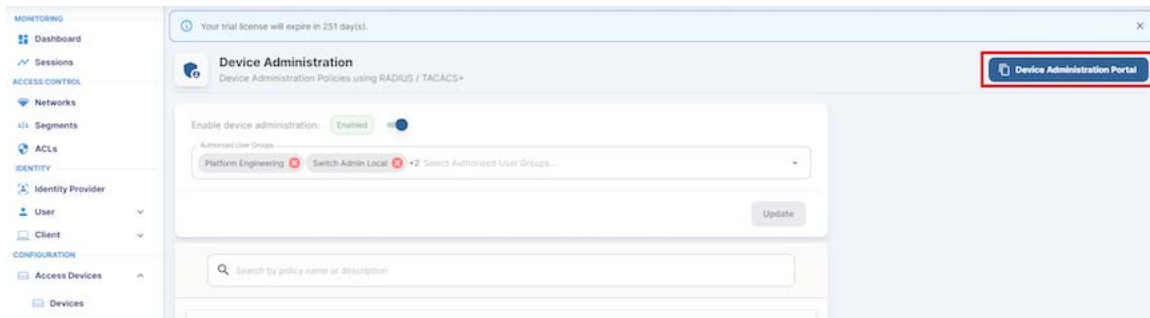 MONITORING
Dashboard
Sessions
ACCESS CONTROL
Networks
Segments
ACLs
IDENTITY
Identity Provider
User
Client
CONFIGURATION
Access Devices
Devices
Your trial license will expire in 251 day(s).
Device Administration
Device Administration Policies using RADIUS / TACACS+
Device Administration Portal
Enable device administration: Enabled
Authorized User Groups
Platform Engineering Switch Admin Local +2 Select Authorized User Groups...
Update
Search by policy name or description